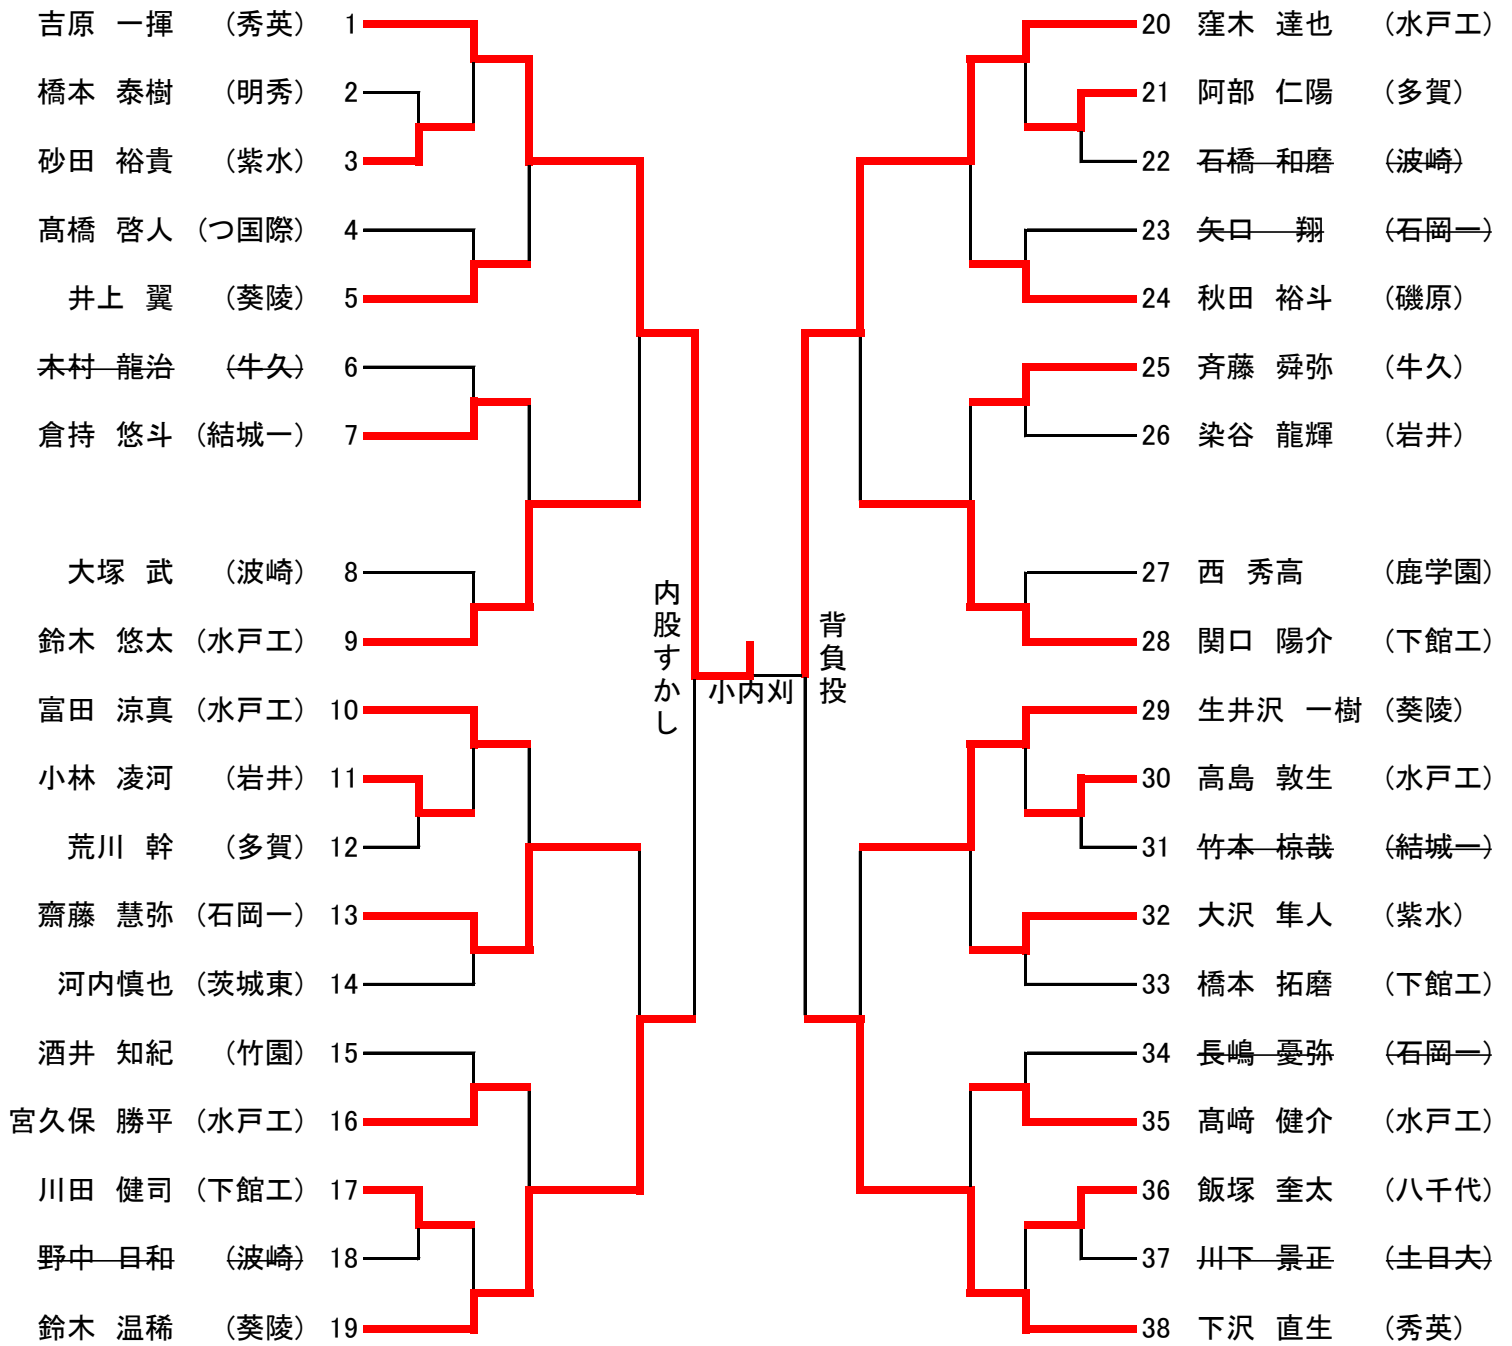 吉原 一揮 (秀英) 1
橋本 泰樹 (明秀) 2
砂田 裕貴 (紫水) 3
髙橋 啓人 (つ国際) 4
井上 翼 (葵陵) 5
木村 龍治 (牛久) 6
倉持 悠斗 (結城一) 7
大塚 武 (波崎) 8
鈴木 悠太 (水戸工) 9
富田 涼真 (水戸工) 10
小林 凌河 (岩井) 11
荒川 幹 (多賀) 12
齋藤 慧弥 (石岡一) 13
河内慎也 (茨城東) 14
酒井 知紀 (竹園) 15
宮久保 勝平 (水戸工) 16
川田 健司 (下館工) 17
野中 日和 (波崎) 18
鈴木 温稀 (葵陵) 19
内股すかし
小内刈
背負投
20 窪木 達也 (水戸工)
21 阿部 仁陽 (多賀)
22 石橋 和磨 (波崎)
23 矢口 翔 (石岡一)
24 秋田 裕斗 (磯原)
25 斉藤 舜弥 (牛久)
26 染谷 龍輝 (岩井)
27 西 秀高 (鹿学園)
28 関口 陽介 (下館工)
29 生井沢 一樹 (葵陵)
30 高島 敦生 (水戸工)
31 竹本 椋哉 (結城一)
32 大沢 隼人 (紫水)
33 橋本 拓磨 (下館工)
34 長嶋 憂弥 (石岡一)
35 髙﨑 健介 (水戸工)
36 飯塚 奎太 (八千代)
37 川下 景正 (土日大)
38 下沢 直生 (秀英)